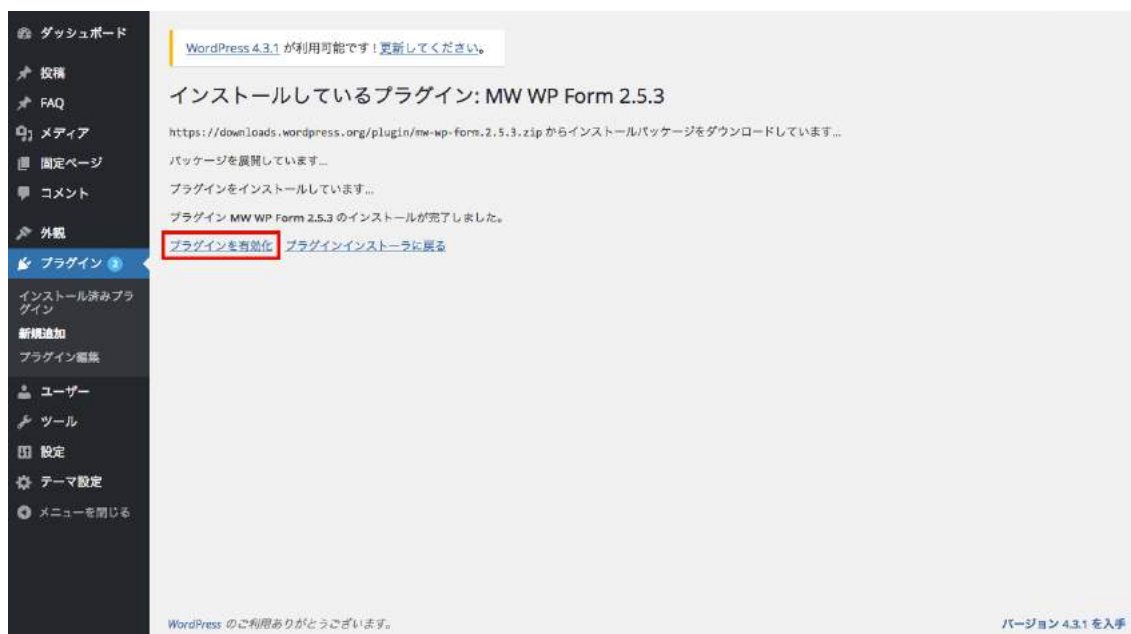 ダッシュボード
投稿
FAQ
メディア
固定ページ
コメント
外観
プラグイン 2
インストール済みプラ
グイン
新規追加
プラグイン編集
ユーザー
ツール
設定
テーマ設定
メニューを閉じる
WordPress 4.3.1 が利用可能です ! 更新してください。
インストールしているプラグイン: MW WP Form 2.5.3
https://downloads.wordpress.org/plugin/mw-wp-form.2.5.3.zip からインストールパッケージをダウンロードしています…
パッケージを展開しています…
プラグインをインストールしています…
プラグイン MW WP Form 2.5.3 のインストールが完了しました。
プラグインを有効化 プラグインインストーラに戻る
WordPress のご利用ありがとうございます。
バージョン 4.3.1 を入手